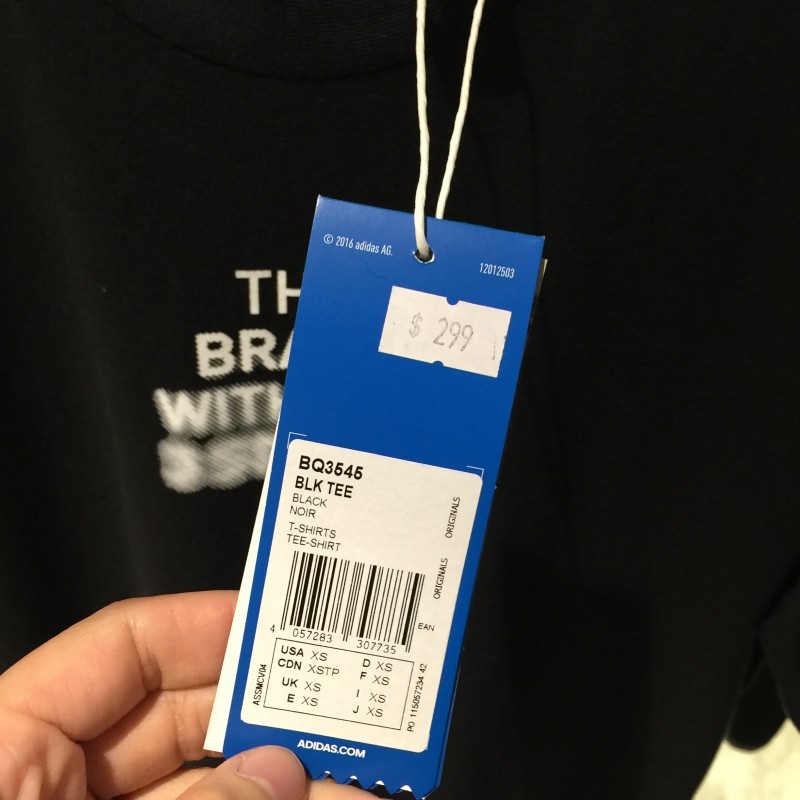 © 2016 adidas AG.
12012503
$ 299
TH
BRA
WITH
BQ3545
BLK TEE
BLACK
NOIR
T-SHIRTS
TEE-SHIRT
ORIGINALS
ORIGINALS
EAN
4 057283 307735
USA XS D XS
CDN XSTP F XS
UK XS I XS
E XS J XS
ASSMCV04
PO 115057234 42
ADIDAS.COM